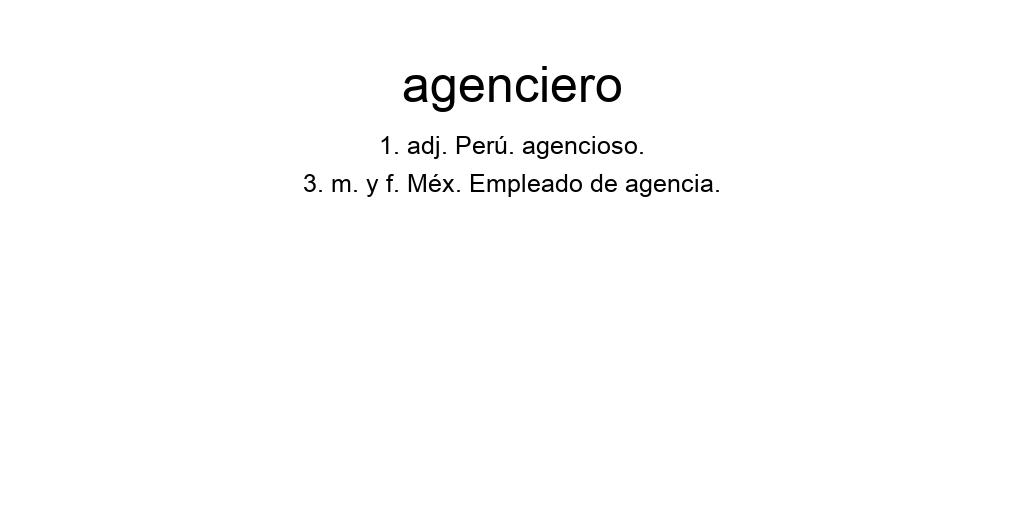 agenciero
1. adj. Perú. agencioso.
3. m. y f. Méx. Empleado de agencia.